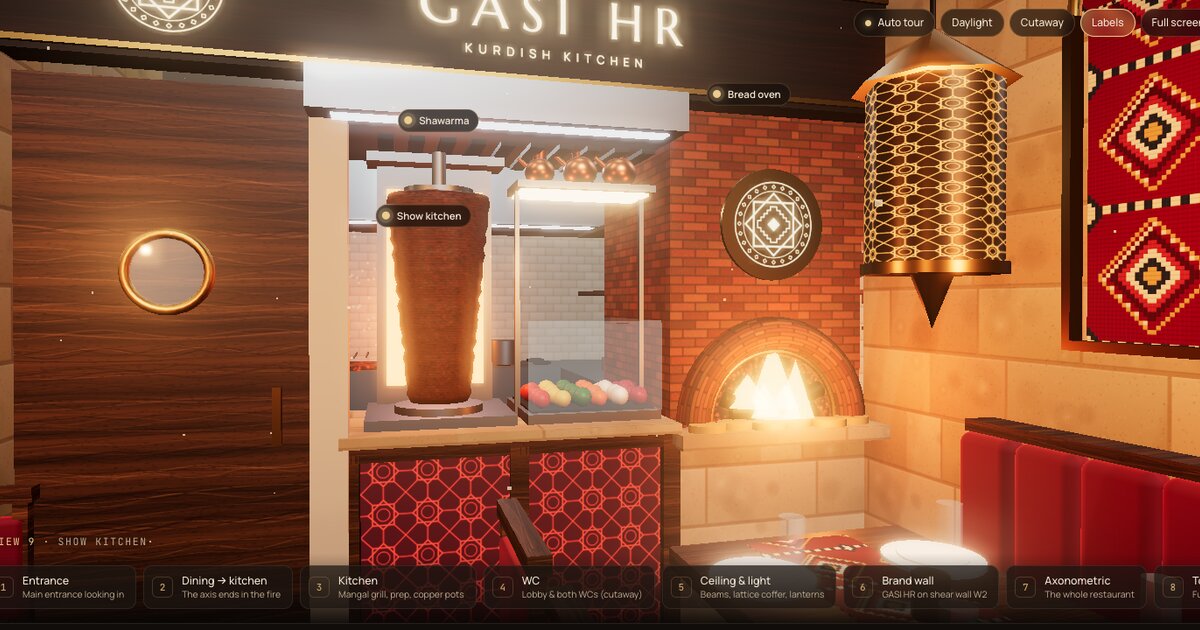 GASI HR
KURDISH KITCHEN
Auto tour
Daylight
Cutaway
Labels
Full scree
Bread oven
Shawarma
Show kitchen
IEW 9 · SHOW KITCHEN·
1 Entrance
Main entrance looking in
2 Dining → kitchen
The axis ends in the fire
3 Kitchen
Mangal grill, prep, copper pots
4 WC
Lobby & both WCs (cutaway)
5 Ceiling & light
Beams, lattice coffer, lanterns
6 Brand wall
GASI HR on shear wall W2
7 Axonometric
The whole restaurant
8 To
Fu